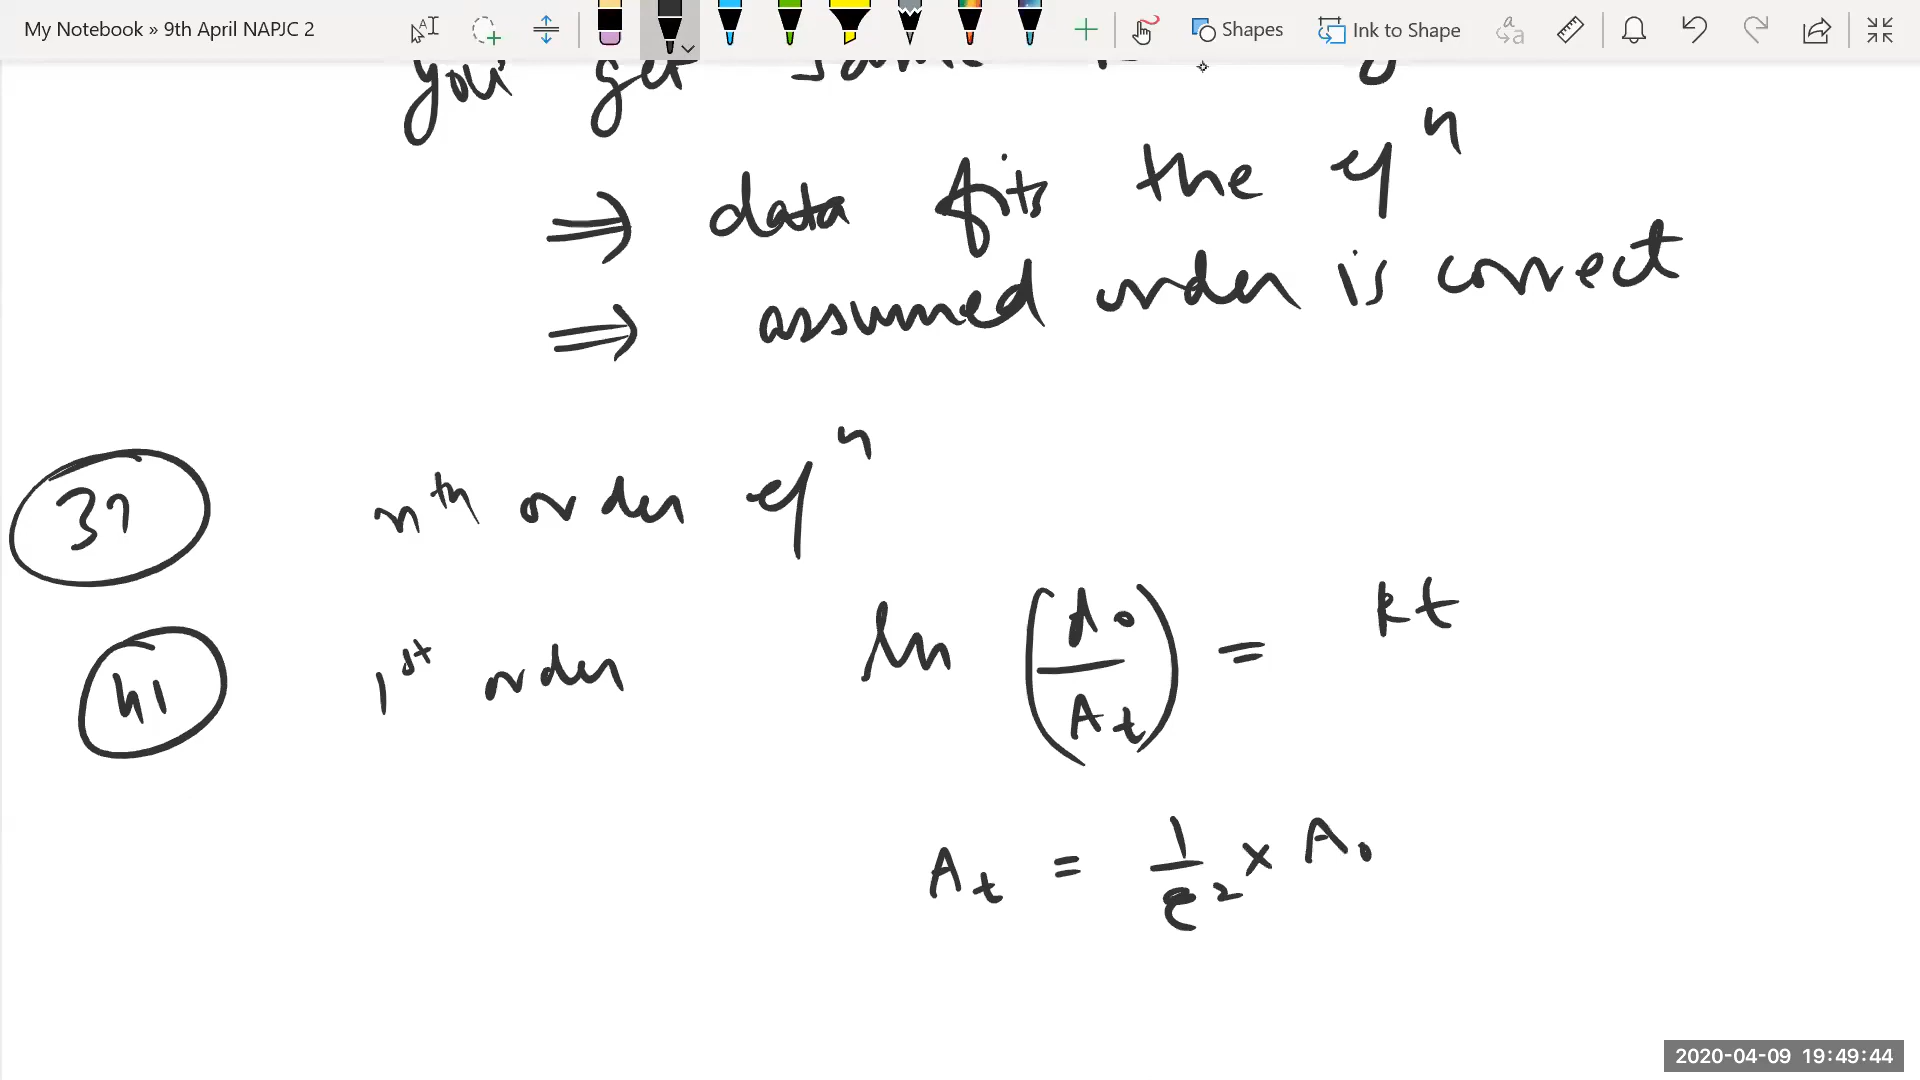 My Notebook » 9th April NAPJC 2
Shapes
Ink to Shape
you get same
⇒ data fits the eqⁿ
⇒ assumed order is correct
nᵗʰ order eqⁿ
41 1ˢᵗ order ln (A₀/Aₜ) = kt
Aₜ = 1/e² × A₀
2020-04-09 19:49:44